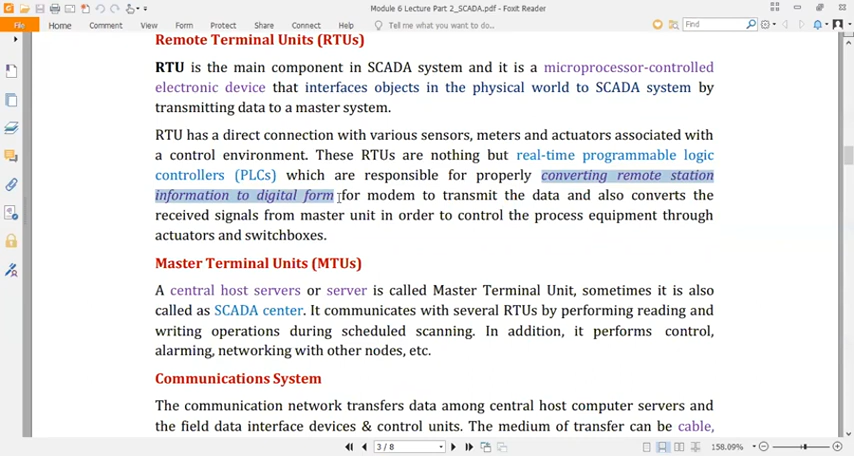 Module 6 Lecture Part 2_SCADA.pdf - Foxit Reader
File Home Comment View Form Protect Share Connect Help Tell me what you want to do... Find
Remote Terminal Units (RTUs)
RTU is the main component in SCADA system and it is a microprocessor-controlled
electronic device that interfaces objects in the physical world to SCADA system by
transmitting data to a master system.
RTU has a direct connection with various sensors, meters and actuators associated with
a control environment. These RTUs are nothing but real-time programmable logic
controllers (PLCs) which are responsible for properly converting remote station
information to digital form for modem to transmit the data and also converts the
received signals from master unit in order to control the process equipment through
actuators and switchboxes.
Master Terminal Units (MTUs)
A central host servers or server is called Master Terminal Unit, sometimes it is also
called as SCADA center. It communicates with several RTUs by performing reading and
writing operations during scheduled scanning. In addition, it performs control,
alarming, networking with other nodes, etc.
Communications System
The communication network transfers data among central host computer servers and
the field data interface devices & control units. The medium of transfer can be cable,
3 / 8 158.09%